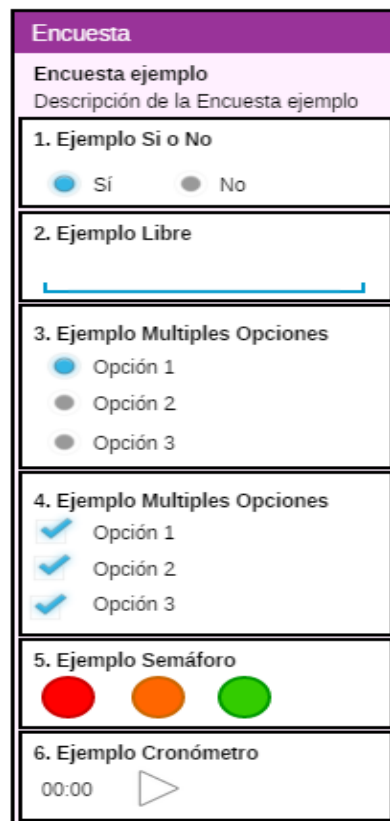 Encuesta
Encuesta ejemplo
Descripción de la Encuesta ejemplo
1. Ejemplo Si o No
Sí No
2. Ejemplo Libre
3. Ejemplo Multiples Opciones
Opción 1
Opción 2
Opción 3
4. Ejemplo Multiples Opciones
Opción 1
Opción 2
Opción 3
5. Ejemplo Semáforo
6. Ejemplo Cronómetro
00:00